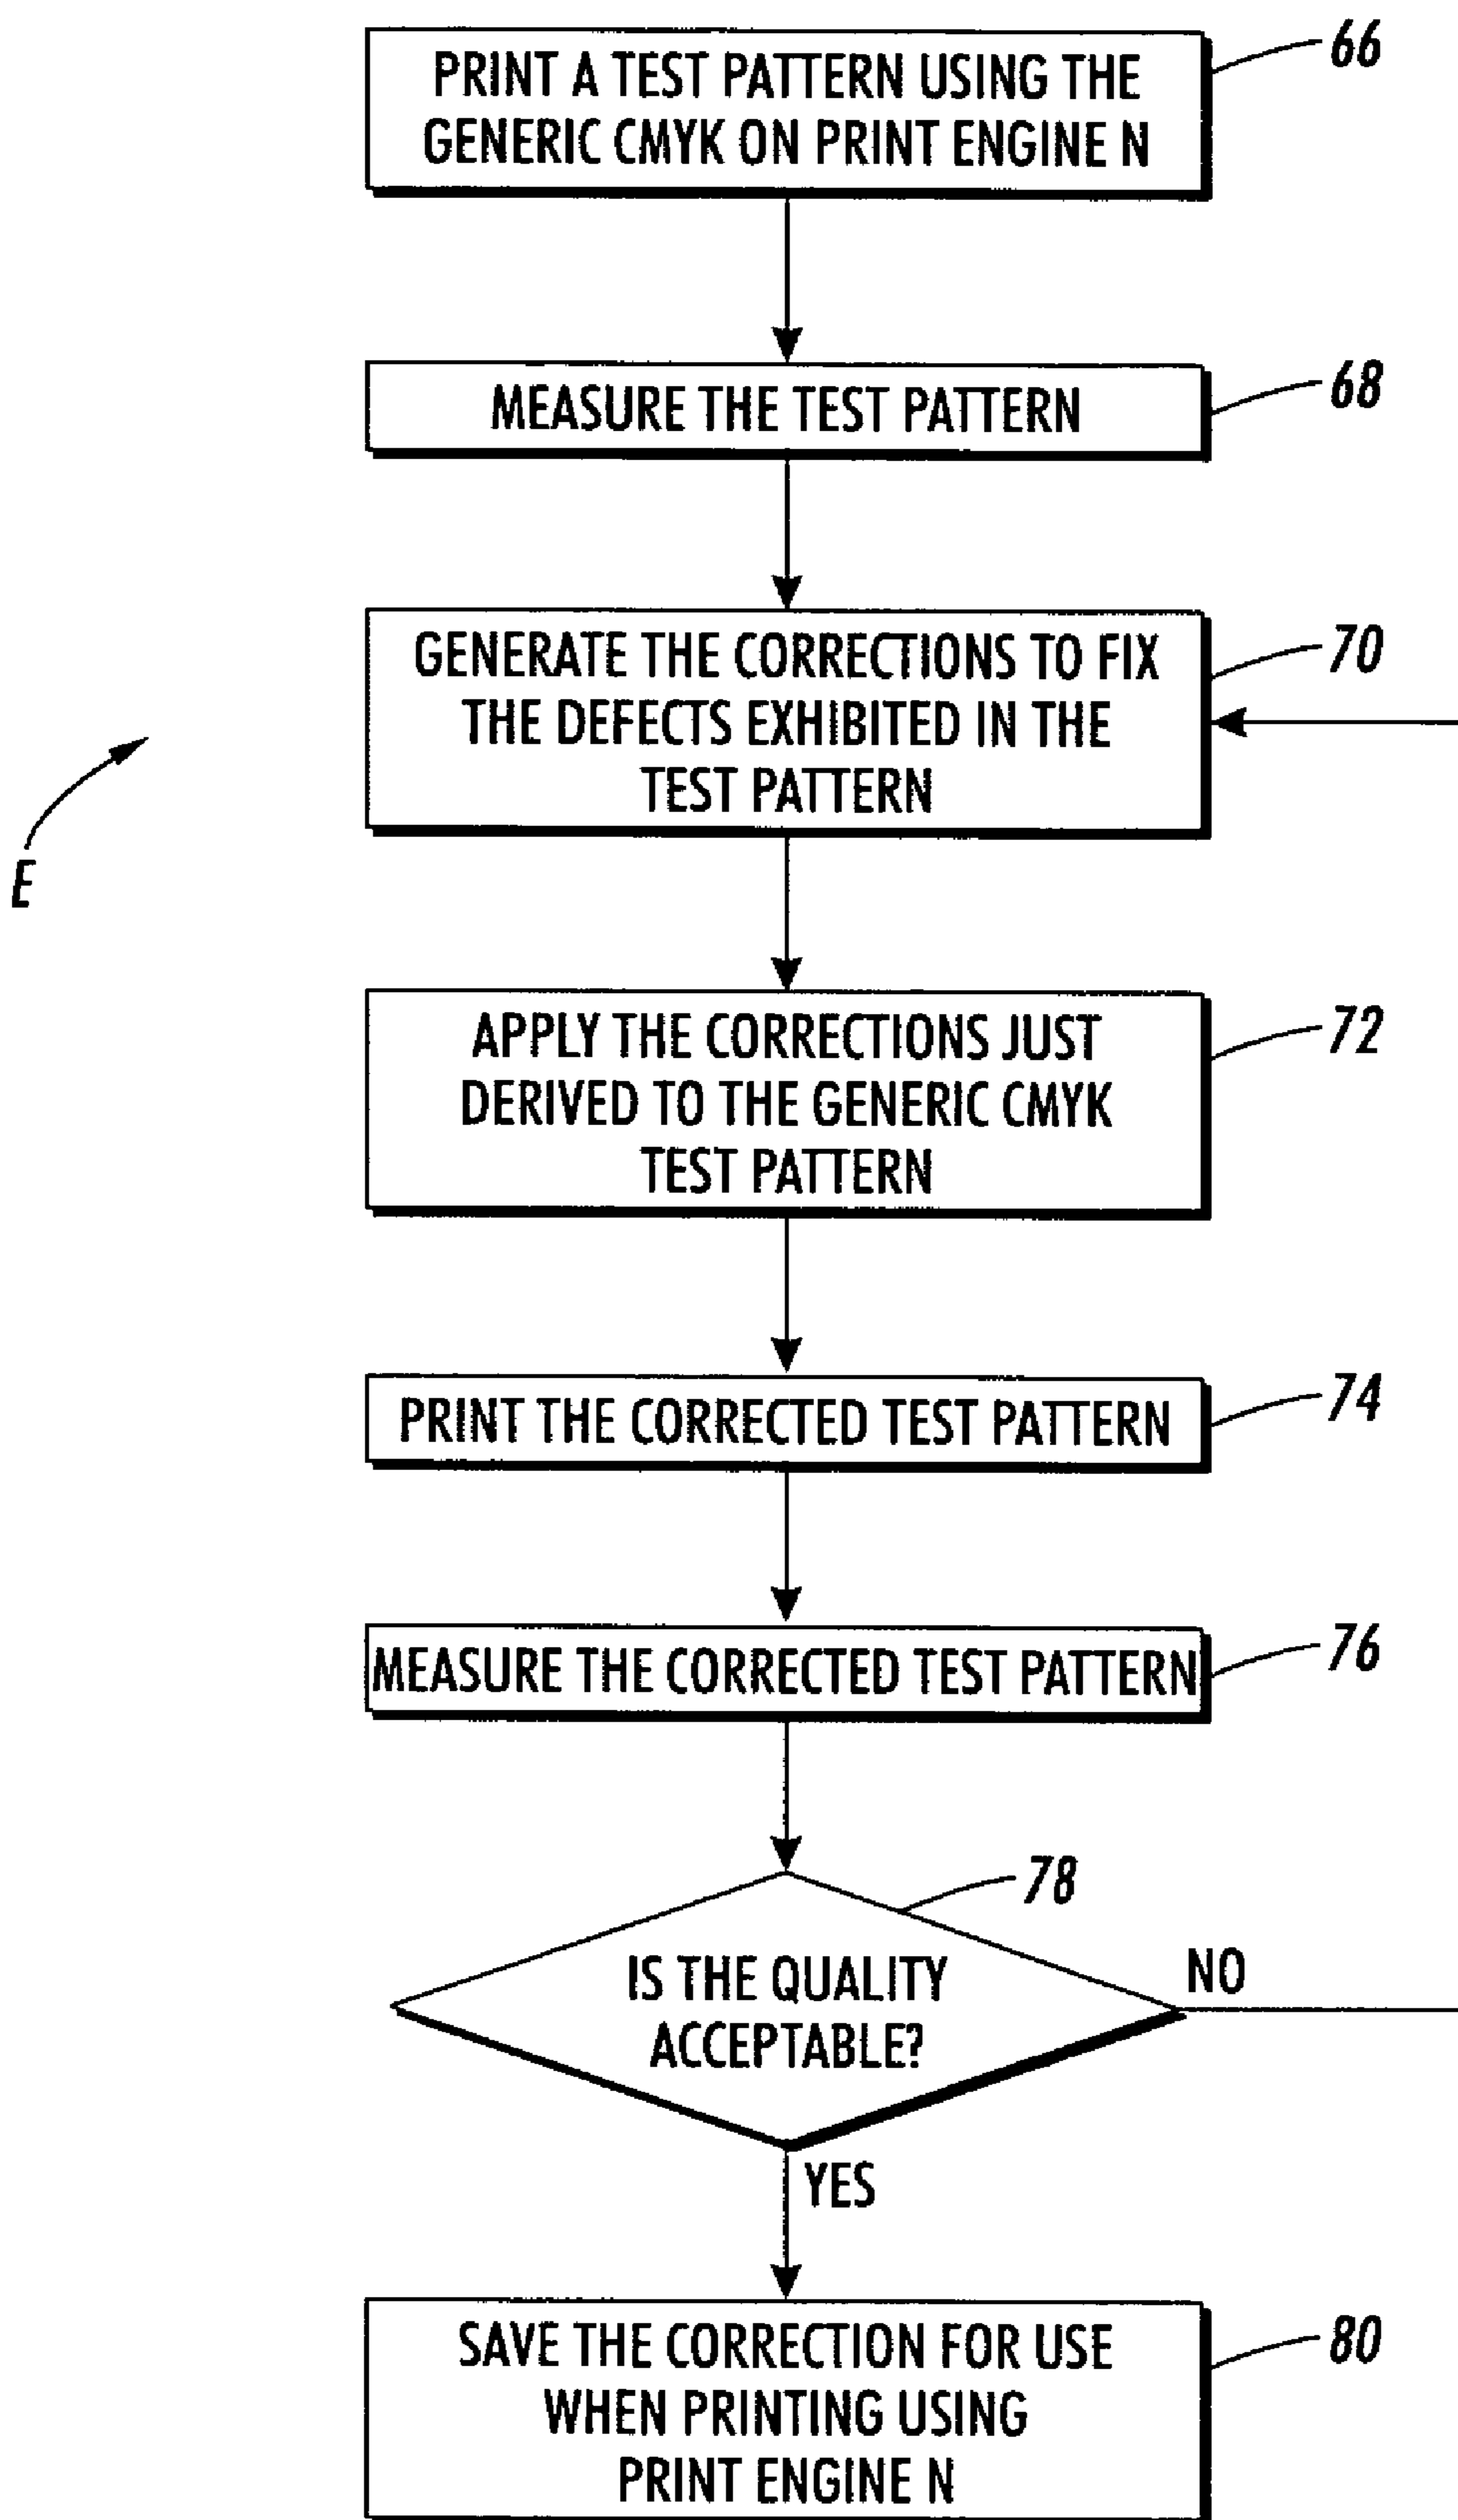 PRINT A TEST PATTERN USING THE
GENERIC CMYK ON PRINT ENGINE N
66
MEASURE THE TEST PATTERN
68
GENERATE THE CORRECTIONS TO FIX
THE DEFECTS EXHIBITED IN THE
TEST PATTERN
70
E
APPLY THE CORRECTIONS JUST
DERIVED TO THE GENERIC CMYK
TEST PATTERN
72
PRINT THE CORRECTED TEST PATTERN
74
MEASURE THE CORRECTED TEST PATTERN
76
78
IS THE QUALITY
ACCEPTABLE?
NO
YES
SAVE THE CORRECTION FOR USE
WHEN PRINTING USING
PRINT ENGINE N
80